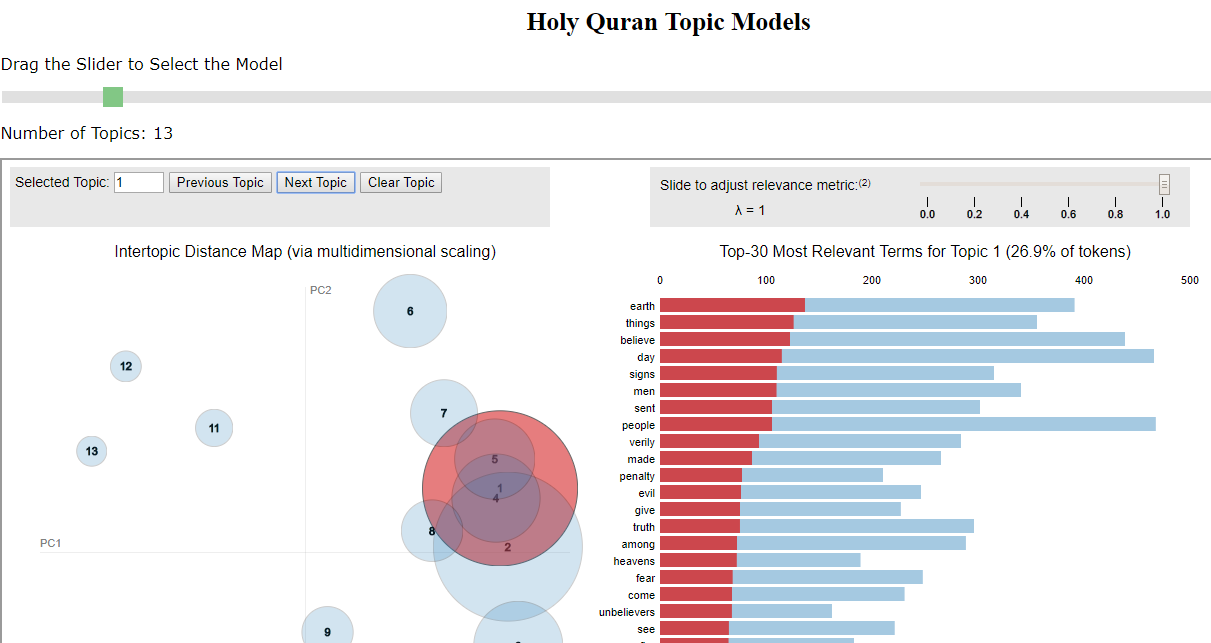 Holy Quran Topic Models
Drag the Slider to Select the Model
Number of Topics: 13
Selected Topic: 1 Previous Topic Next Topic Clear Topic
Slide to adjust relevance metric:(2)
λ = 1
0.0 0.2 0.4 0.6 0.8 1.0
Intertopic Distance Map (via multidimensional scaling)
PC2
6
12
7
11
13
5
1
4
8
2
PC1
9
Top-30 Most Relevant Terms for Topic 1 (26.9% of tokens)
0 100 200 300 400 500
earth
things
believe
day
signs
men
sent
people
verily
made
penalty
evil
give
truth
among
heavens
fear
come
unbelievers
see